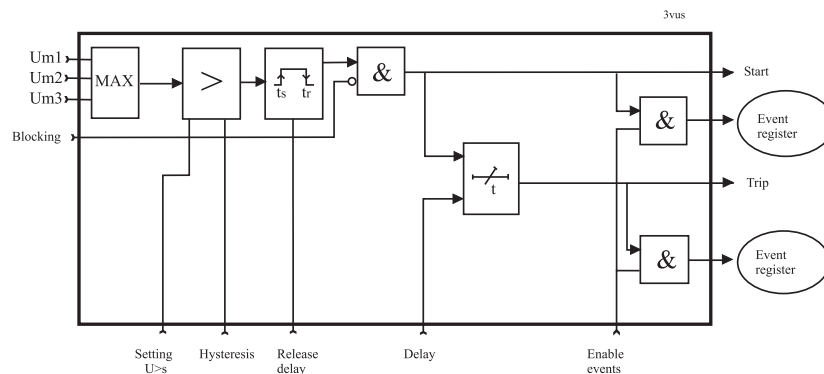 3vus
Um1
Um2
Um3
MAX
>
ts
tr
&
Start
Blocking
&
Event
register
t
Trip
&
Event
register
Setting
U>s
Hysteresis
Release
delay
Delay
Enable
events